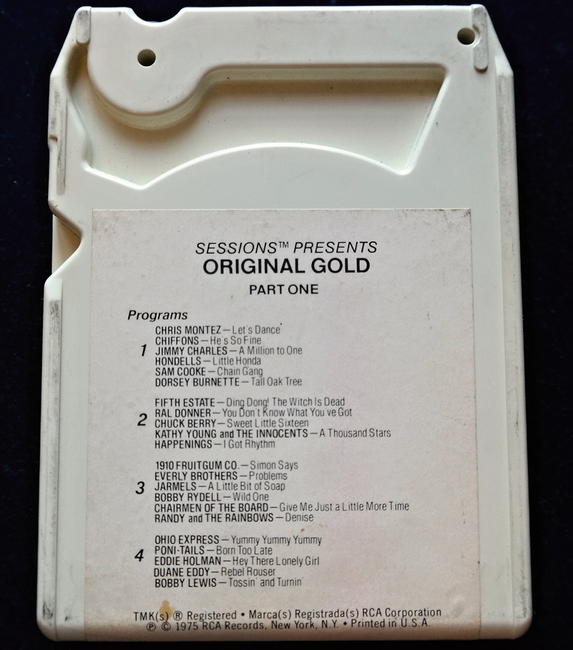 SESSIONS™ PRESENTS
ORIGINAL GOLD
PART ONE
Programs
1
CHRIS MONTEZ – Let's Dance
CHIFFONS – He's So Fine
JIMMY CHARLES – A Million to One
HONDELLS – Little Honda
SAM COOKE – Chain Gang
DORSEY BURNETTE – Tall Oak Tree
2
FIFTH ESTATE – Ding Dong! The Witch Is Dead
RAL DONNER – You Don't Know What You've Got
CHUCK BERRY – Sweet Little Sixteen
KATHY YOUNG and THE INNOCENTS – A Thousand Stars
HAPPENINGS – I Got Rhythm
3
1910 FRUITGUM CO. – Simon Says
EVERLY BROTHERS – Problems
JARMELS – A Little Bit of Soap
BOBBY RYDELL – Wild One
CHAIRMEN OF THE BOARD – Give Me Just a Little More Time
RANDY and THE RAINBOWS – Denise
4
OHIO EXPRESS – Yummy Yummy Yummy
PONI-TAILS – Born Too Late
EDDIE HOLMAN – Hey There Lonely Girl
DUANE EDDY – Rebel Rouser
BOBBY LEWIS – Tossin' and Turnin'
TMK(s) ® Registered • Marca(s) Registrada(s) RCA Corporation
℗ © 1975 RCA Records, New York, N.Y. • Printed in U.S.A.